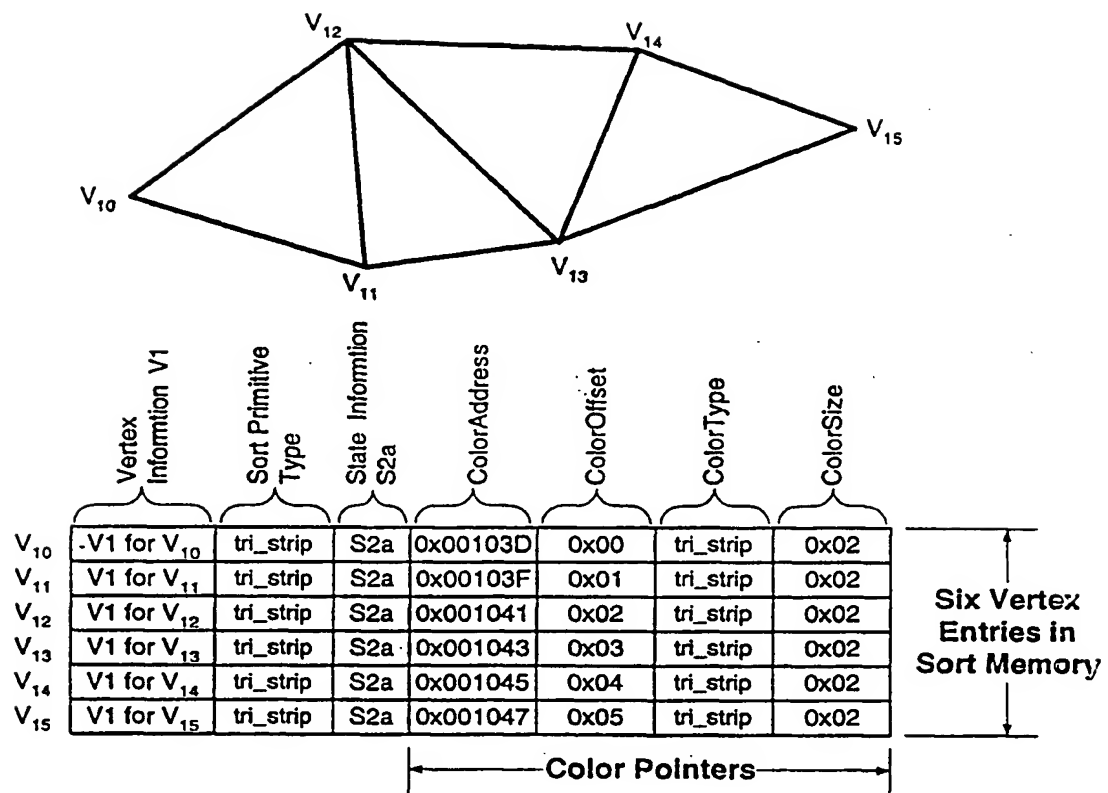 V12
V14
V15
V10
V13
V11
Vertex
Informtion V1
Sort Primitive
Type
State Informtion
S2a
ColorAddress
ColorOffset
ColorType
ColorSize
V10 V1 for V10 tri_strip S2a 0x00103D 0x00 tri_strip 0x02
V11 V1 for V11 tri_strip S2a 0x00103F 0x01 tri_strip 0x02
V12 V1 for V12 tri_strip S2a 0x001041 0x02 tri_strip 0x02
V13 V1 for V13 tri_strip S2a 0x001043 0x03 tri_strip 0x02
V14 V1 for V14 tri_strip S2a 0x001045 0x04 tri_strip 0x02
V15 V1 for V15 tri_strip S2a 0x001047 0x05 tri_strip 0x02
Six Vertex
Entries in
Sort Memory
Color Pointers